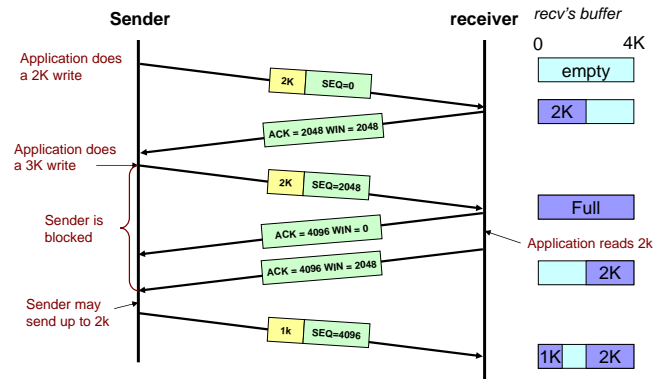 Sender
receiver
recv's buffer
0 4K
Application does
a 2K write
empty
2K SEQ=0
2K
ACK = 2048 WIN = 2048
Application does
a 3K write
2K SEQ=2048
Full
Sender is
blocked
ACK = 4096 WIN = 0
Application reads 2k
ACK = 4096 WIN = 2048
2K
Sender may
send up to 2k
1k SEQ=4096
1K 2K